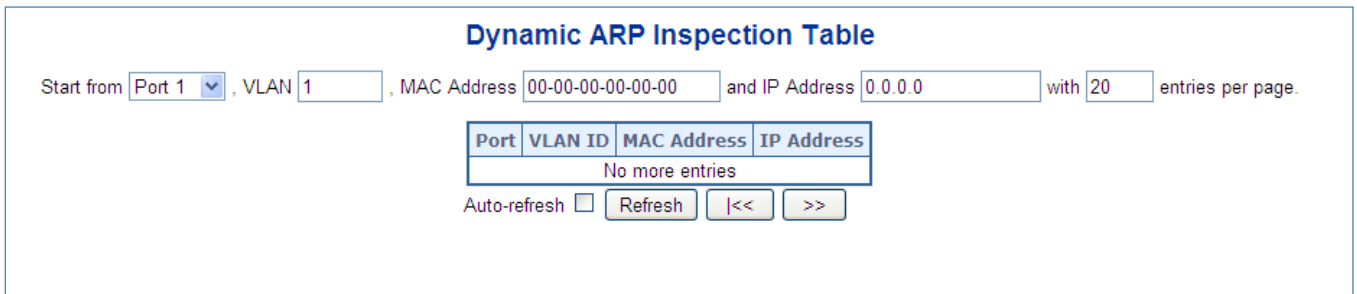 Dynamic ARP Inspection Table
Start from Port 1 , VLAN 1 , MAC Address 00-00-00-00-00-00 and IP Address 0.0.0.0 with 20 entries per page.
Port VLAN ID MAC Address IP Address
No more entries
Auto-refresh Refresh |<< >>